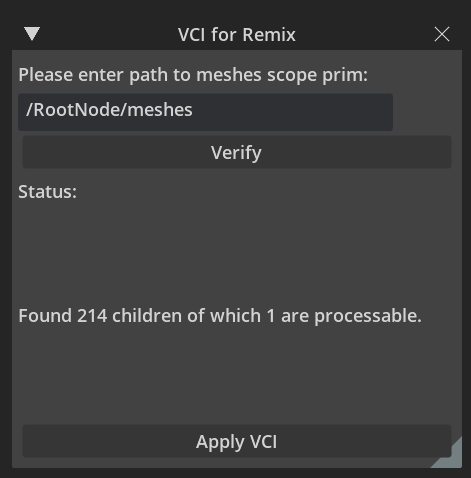 VCI for Remix
Please enter path to meshes scope prim:
/RootNode/meshes
Verify
Status:
Found 214 children of which 1 are processable.
Apply VCI